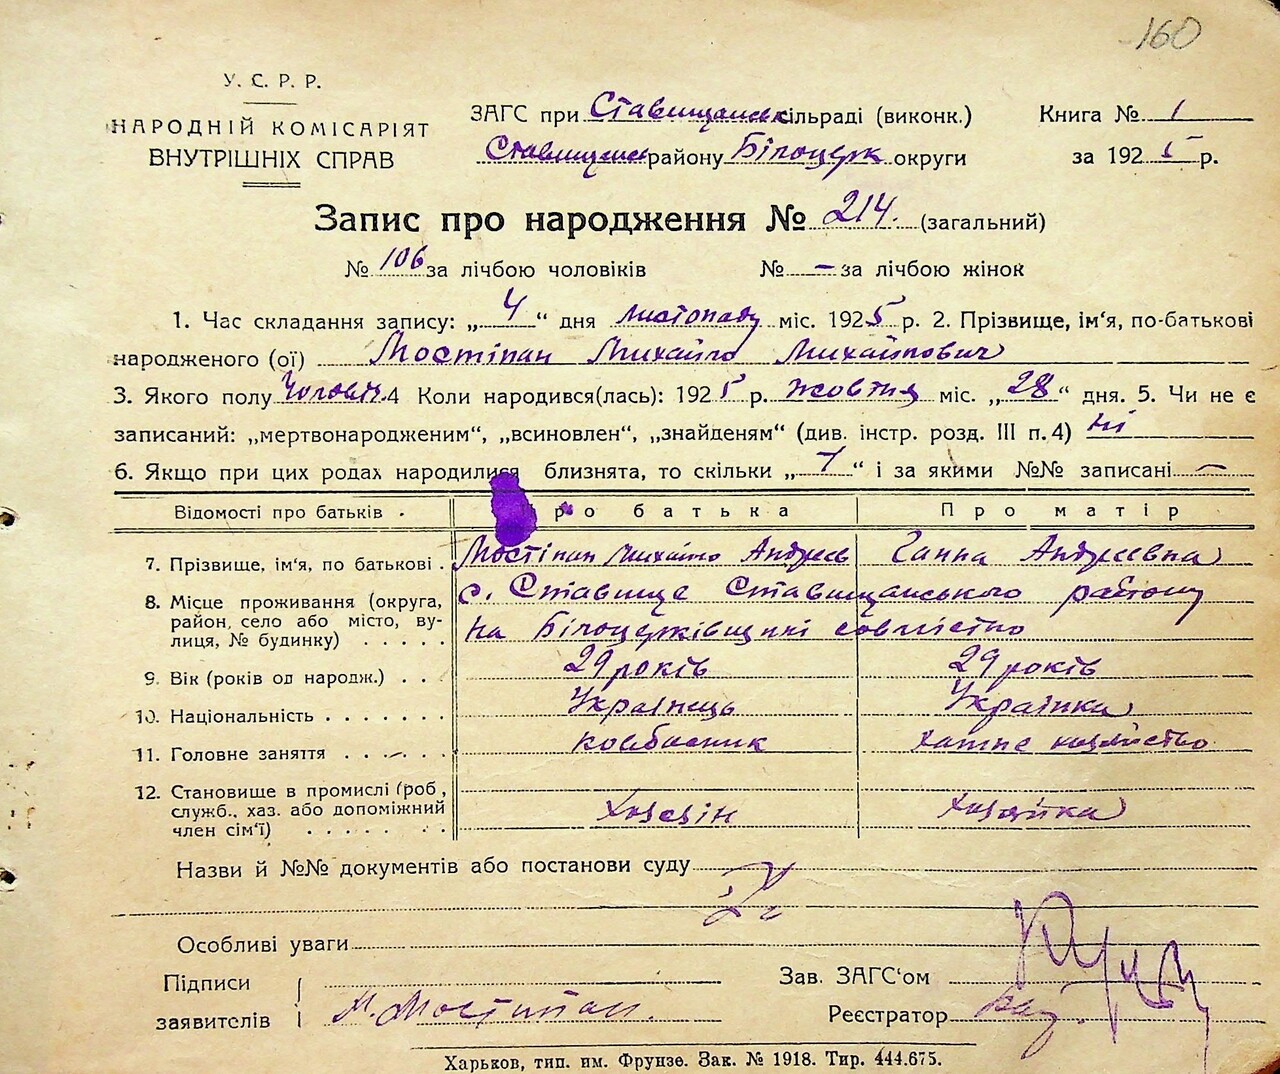 160
У. С. Р. Р.
НАРОДНІЙ КОМІСАРІЯТ
ВНУТРІШНІХ СПРАВ
ЗАГС при Ставищанськ сільраді (виконк.)
Ставищанс району Білоцерк округи
Книга № 1
за 1925 р.
Запис про народження № 214. (загальний)
№ 106 за лічбою чоловіків № — за лічбою жінок
1. Час складання запису: „ 4 “ дня листопаду міс. 1925 р. 2. Прізвище, ім'я, по-батькові
народженого (ої) Мостіпан Михайло Михайлович
3. Якого полу Чоловіч. 4 Коли народився(лась): 1925 р. жовтня міс. „ 28 “ дня. 5. Чи не є
записаний: „мертвонародженим“, „всиновлен“, „знайденям“ (див. інстр. розд. III п. 4) ні
6. Якщо при цих родах народилися близнята, то скільки „ 1 “ і за якими №№ записані —
Відомості про батьків Про батька Про матір
7. Прізвище, ім'я, по батькові . Мостіпан Михайло Андреєв Ганна Андреєвна
8. Місце проживання (округа, район, село або місто, вулиця, № будинку) . . . . . с. Ставище Ставищанського району
на Білоцерківщині совмістно
9. Вік (років од народж.) . . . 29 років 29 років
10. Національність . . . . . . . Українець Українка
11. Головне заняття . . . . . колбасник хатне хазяйство
12. Становище в промислі (роб, служб., хаз. або допоміжний член сім'ї) . . . . . . . Хазяїн Хазяйка
Назви й №№ документів або постанови суду
Особливі уваги
Підписи
заявителів М. Мостипан.
Зав. ЗАГС'ом
Реєстратор
Харьков, тип. им. Фрунзе. Зак. № 1918. Тир. 444.675.